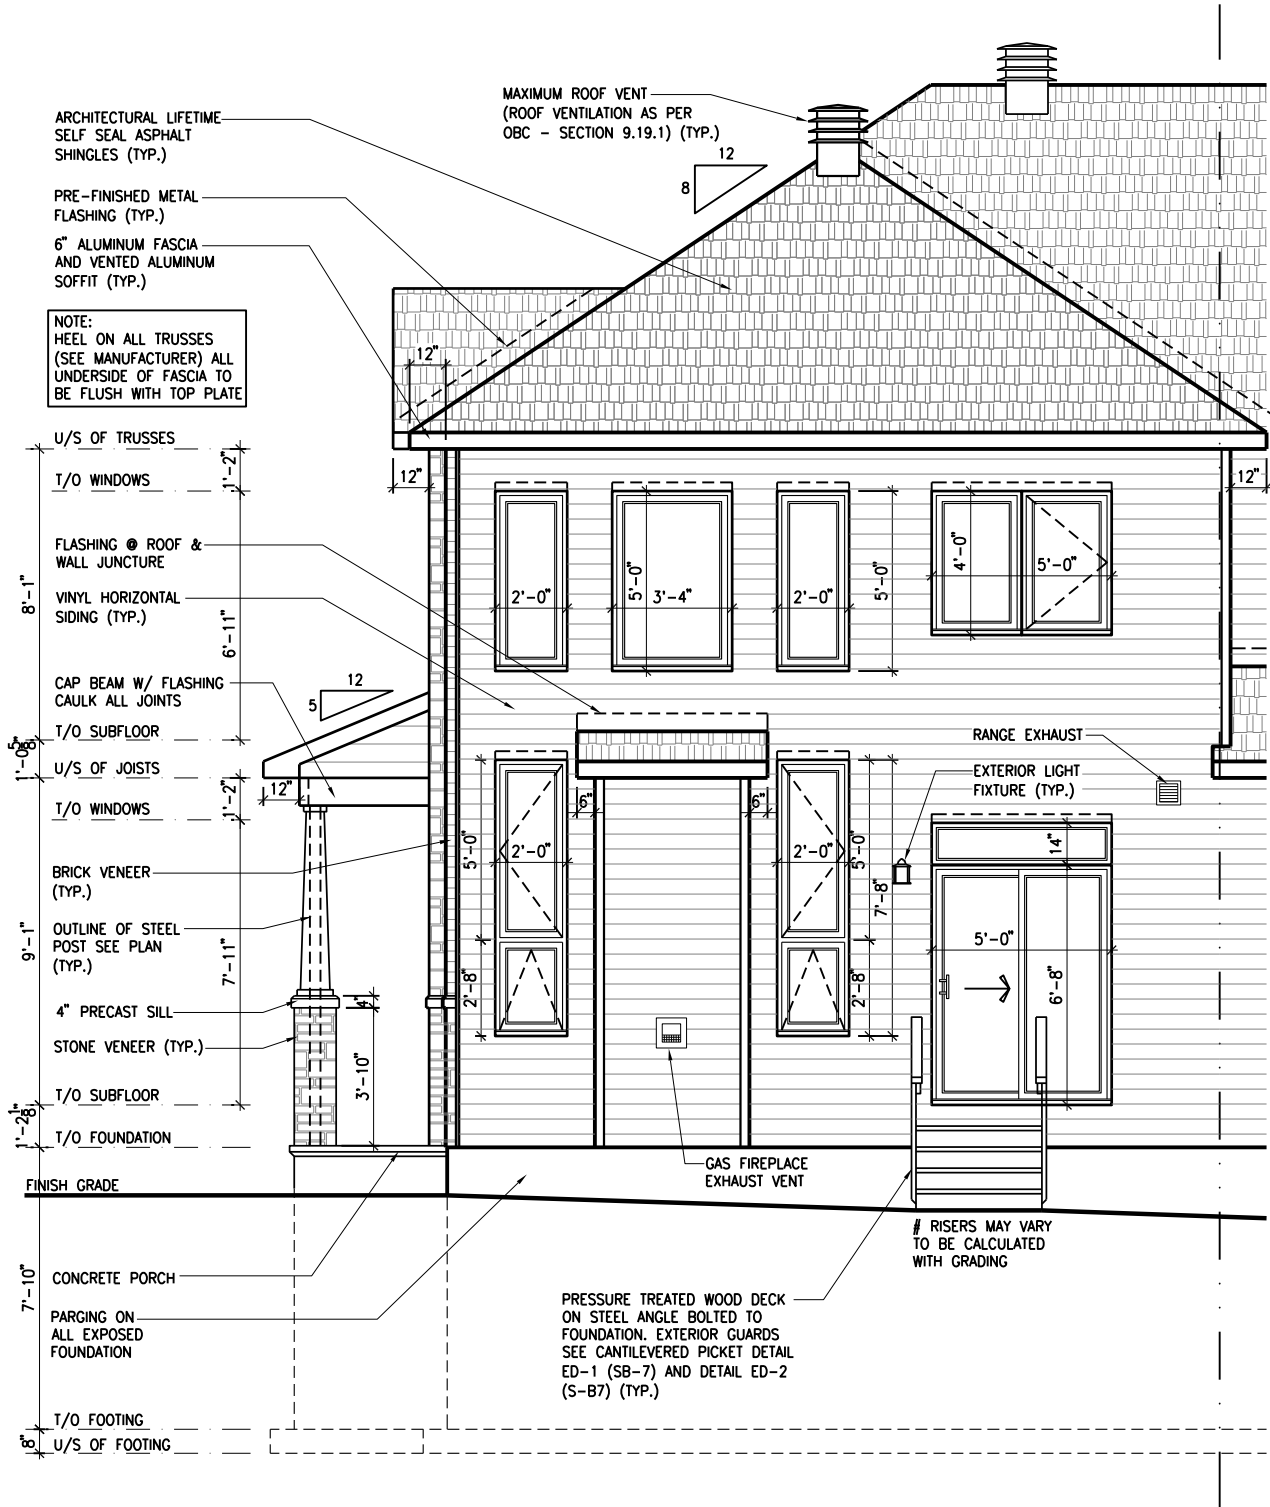 MAXIMUM ROOF VENT
(ROOF VENTILATION AS PER
OBC - SECTION 9.19.1) (TYP.)
12
8
ARCHITECTURAL LIFETIME
SELF SEAL ASPHALT
SHINGLES (TYP.)
PRE-FINISHED METAL
FLASHING (TYP.)
6" ALUMINUM FASCIA
AND VENTED ALUMINUM
SOFFIT (TYP.)
NOTE:
HEEL ON ALL TRUSSES
(SEE MANUFACTURER) ALL
UNDERSIDE OF FASCIA TO
BE FLUSH WITH TOP PLATE
12"
U/S OF TRUSSES
1'-2"
T/O WINDOWS
12"
12"
FLASHING @ ROOF &
WALL JUNCTURE
VINYL HORIZONTAL
SIDING (TYP.)
8'-1"
6'-11"
2'-0"
5'-0"
3'-4"
2'-0"
5'-0"
4'-0"
5'-0"
CAP BEAM W/ FLASHING
CAULK ALL JOINTS
12
5
T/O SUBFLOOR
1'-0 5/8"
U/S OF JOISTS
1'-2"
T/O WINDOWS
12"
RANGE EXHAUST
EXTERIOR LIGHT
FIXTURE (TYP.)
6"
6"
5'-0"
2'-0"
2'-0"
5'-0"
7'-8"
14"
BRICK VENEER
(TYP.)
OUTLINE OF STEEL
POST SEE PLAN
(TYP.)
9'-1"
7'-11"
2'-8"
2'-8"
5'-0"
6'-8"
4" PRECAST SILL
4"
STONE VENEER (TYP.)
3'-10"
T/O SUBFLOOR
1'-2 1/8"
T/O FOUNDATION
GAS FIREPLACE
EXHAUST VENT
FINISH GRADE
# RISERS MAY VARY
TO BE CALCULATED
WITH GRADING
CONCRETE PORCH
7'-10"
PARGING ON
ALL EXPOSED
FOUNDATION
PRESSURE TREATED WOOD DECK
ON STEEL ANGLE BOLTED TO
FOUNDATION. EXTERIOR GUARDS
SEE CANTILEVERED PICKET DETAIL
ED-1 (SB-7) AND DETAIL ED-2
(S-B7) (TYP.)
T/O FOOTING
8"
U/S OF FOOTING